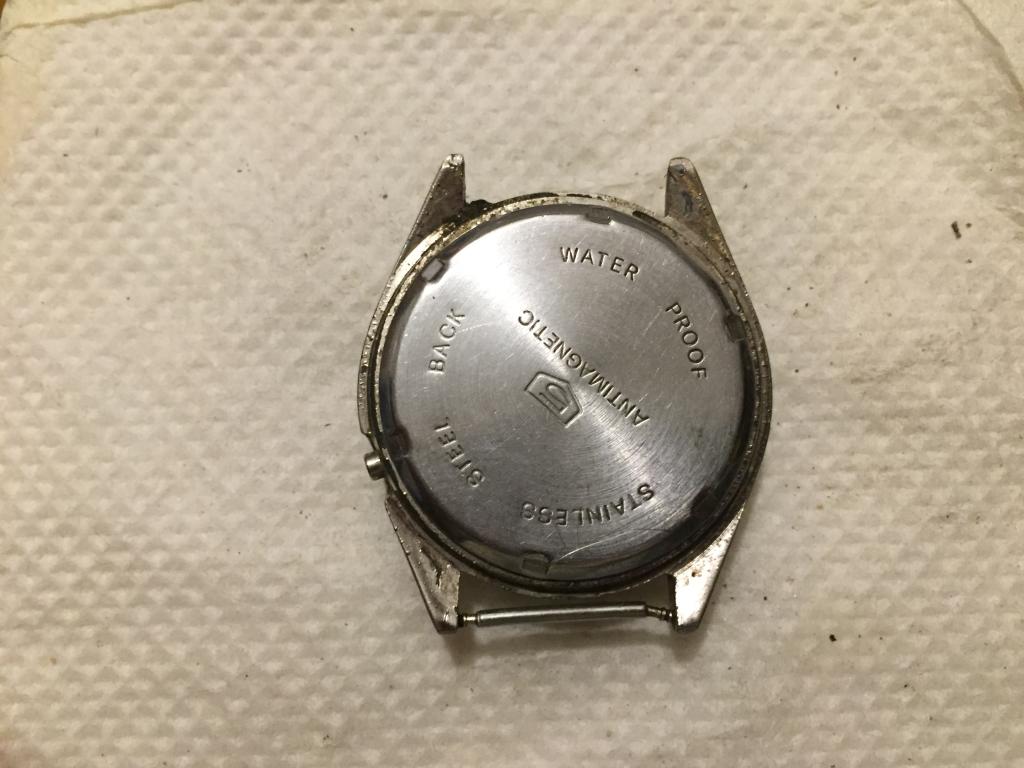 WATER PROOF
STAINLESS STEEL BACK
ANTIMAGNETIC